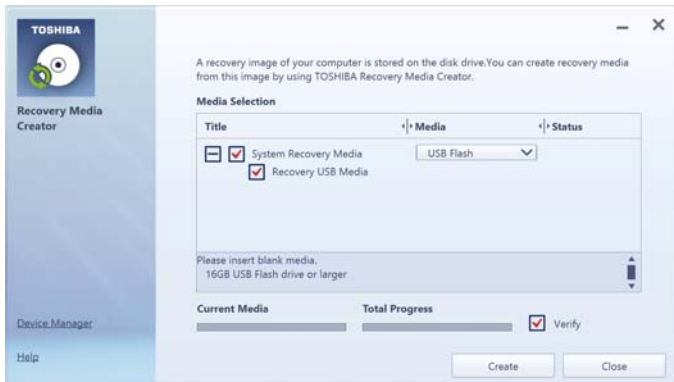 TOSHIBA
Recovery Media
Creator
Device Manager
Help
A recovery image of your computer is stored on the disk drive.You can create recovery media
from this image by using TOSHIBA Recovery Media Creator.
Media Selection
Title Media Status
System Recovery Media USB Flash
Recovery USB Media
Please insert blank media.
16GB USB Flash drive or larger
Current Media Total Progress
Verify
Create Close